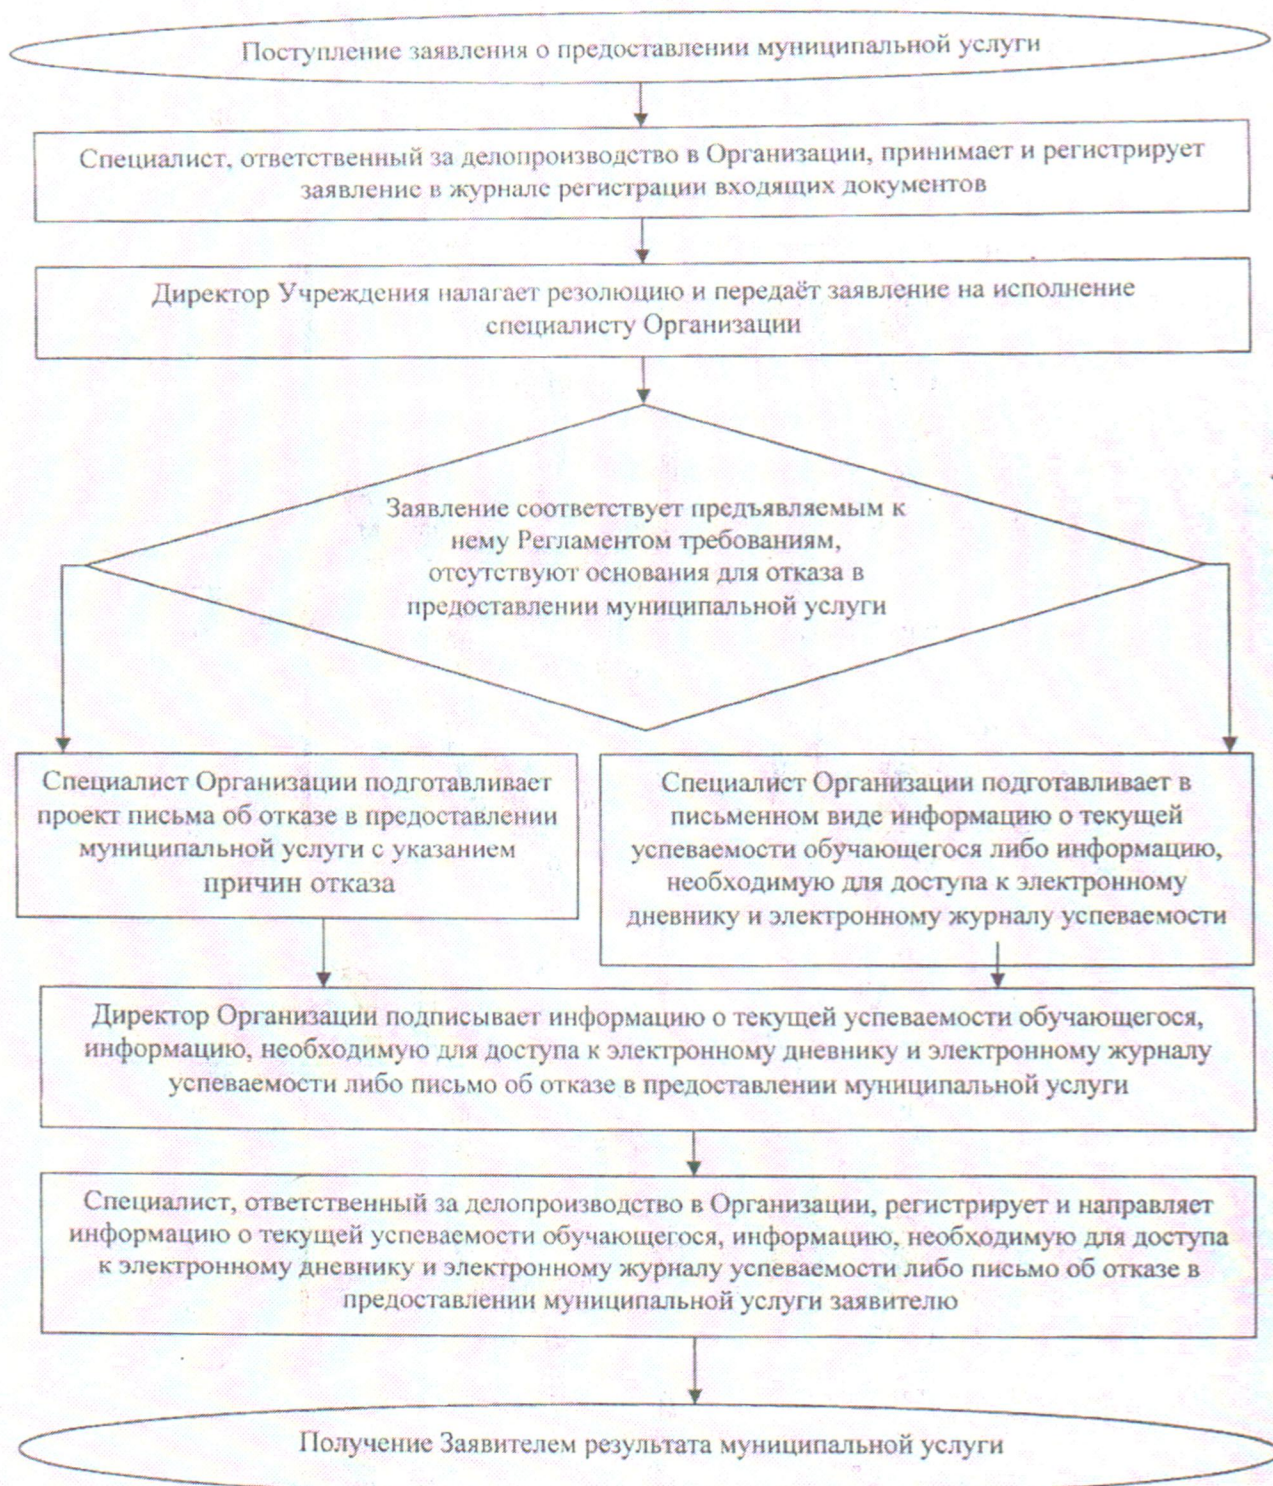 Поступление заявления о предоставлении муниципальной услуги
Специалист, ответственный за делопроизводство в Организации, принимает и регистрирует
заявление в журнале регистрации входящих документов
Директор Учреждения налагает резолюцию и передаёт заявление на исполнение
специалисту Организации
Заявление соответствует предъявляемым к
нему Регламентом требованиям,
отсутствуют основания для отказа в
предоставлении муниципальной услуги
Специалист Организации подготавливает
проект письма об отказе в предоставлении
муниципальной услуги с указанием
причин отказа
Специалист Организации подготавливает в
письменном виде информацию о текущей
успеваемости обучающегося либо информацию,
необходимую для доступа к электронному
дневнику и электронному журналу успеваемости
Директор Организации подписывает информацию о текущей успеваемости обучающегося,
информацию, необходимую для доступа к электронному дневнику и электронному журналу
успеваемости либо письмо об отказе в предоставлении муниципальной услуги
Специалист, ответственный за делопроизводство в Организации, регистрирует и направляет
информацию о текущей успеваемости обучающегося, информацию, необходимую для доступа
к электронному дневнику и электронному журналу успеваемости либо письмо об отказе в
предоставлении муниципальной услуги заявителю
Получение Заявителем результата муниципальной услуги